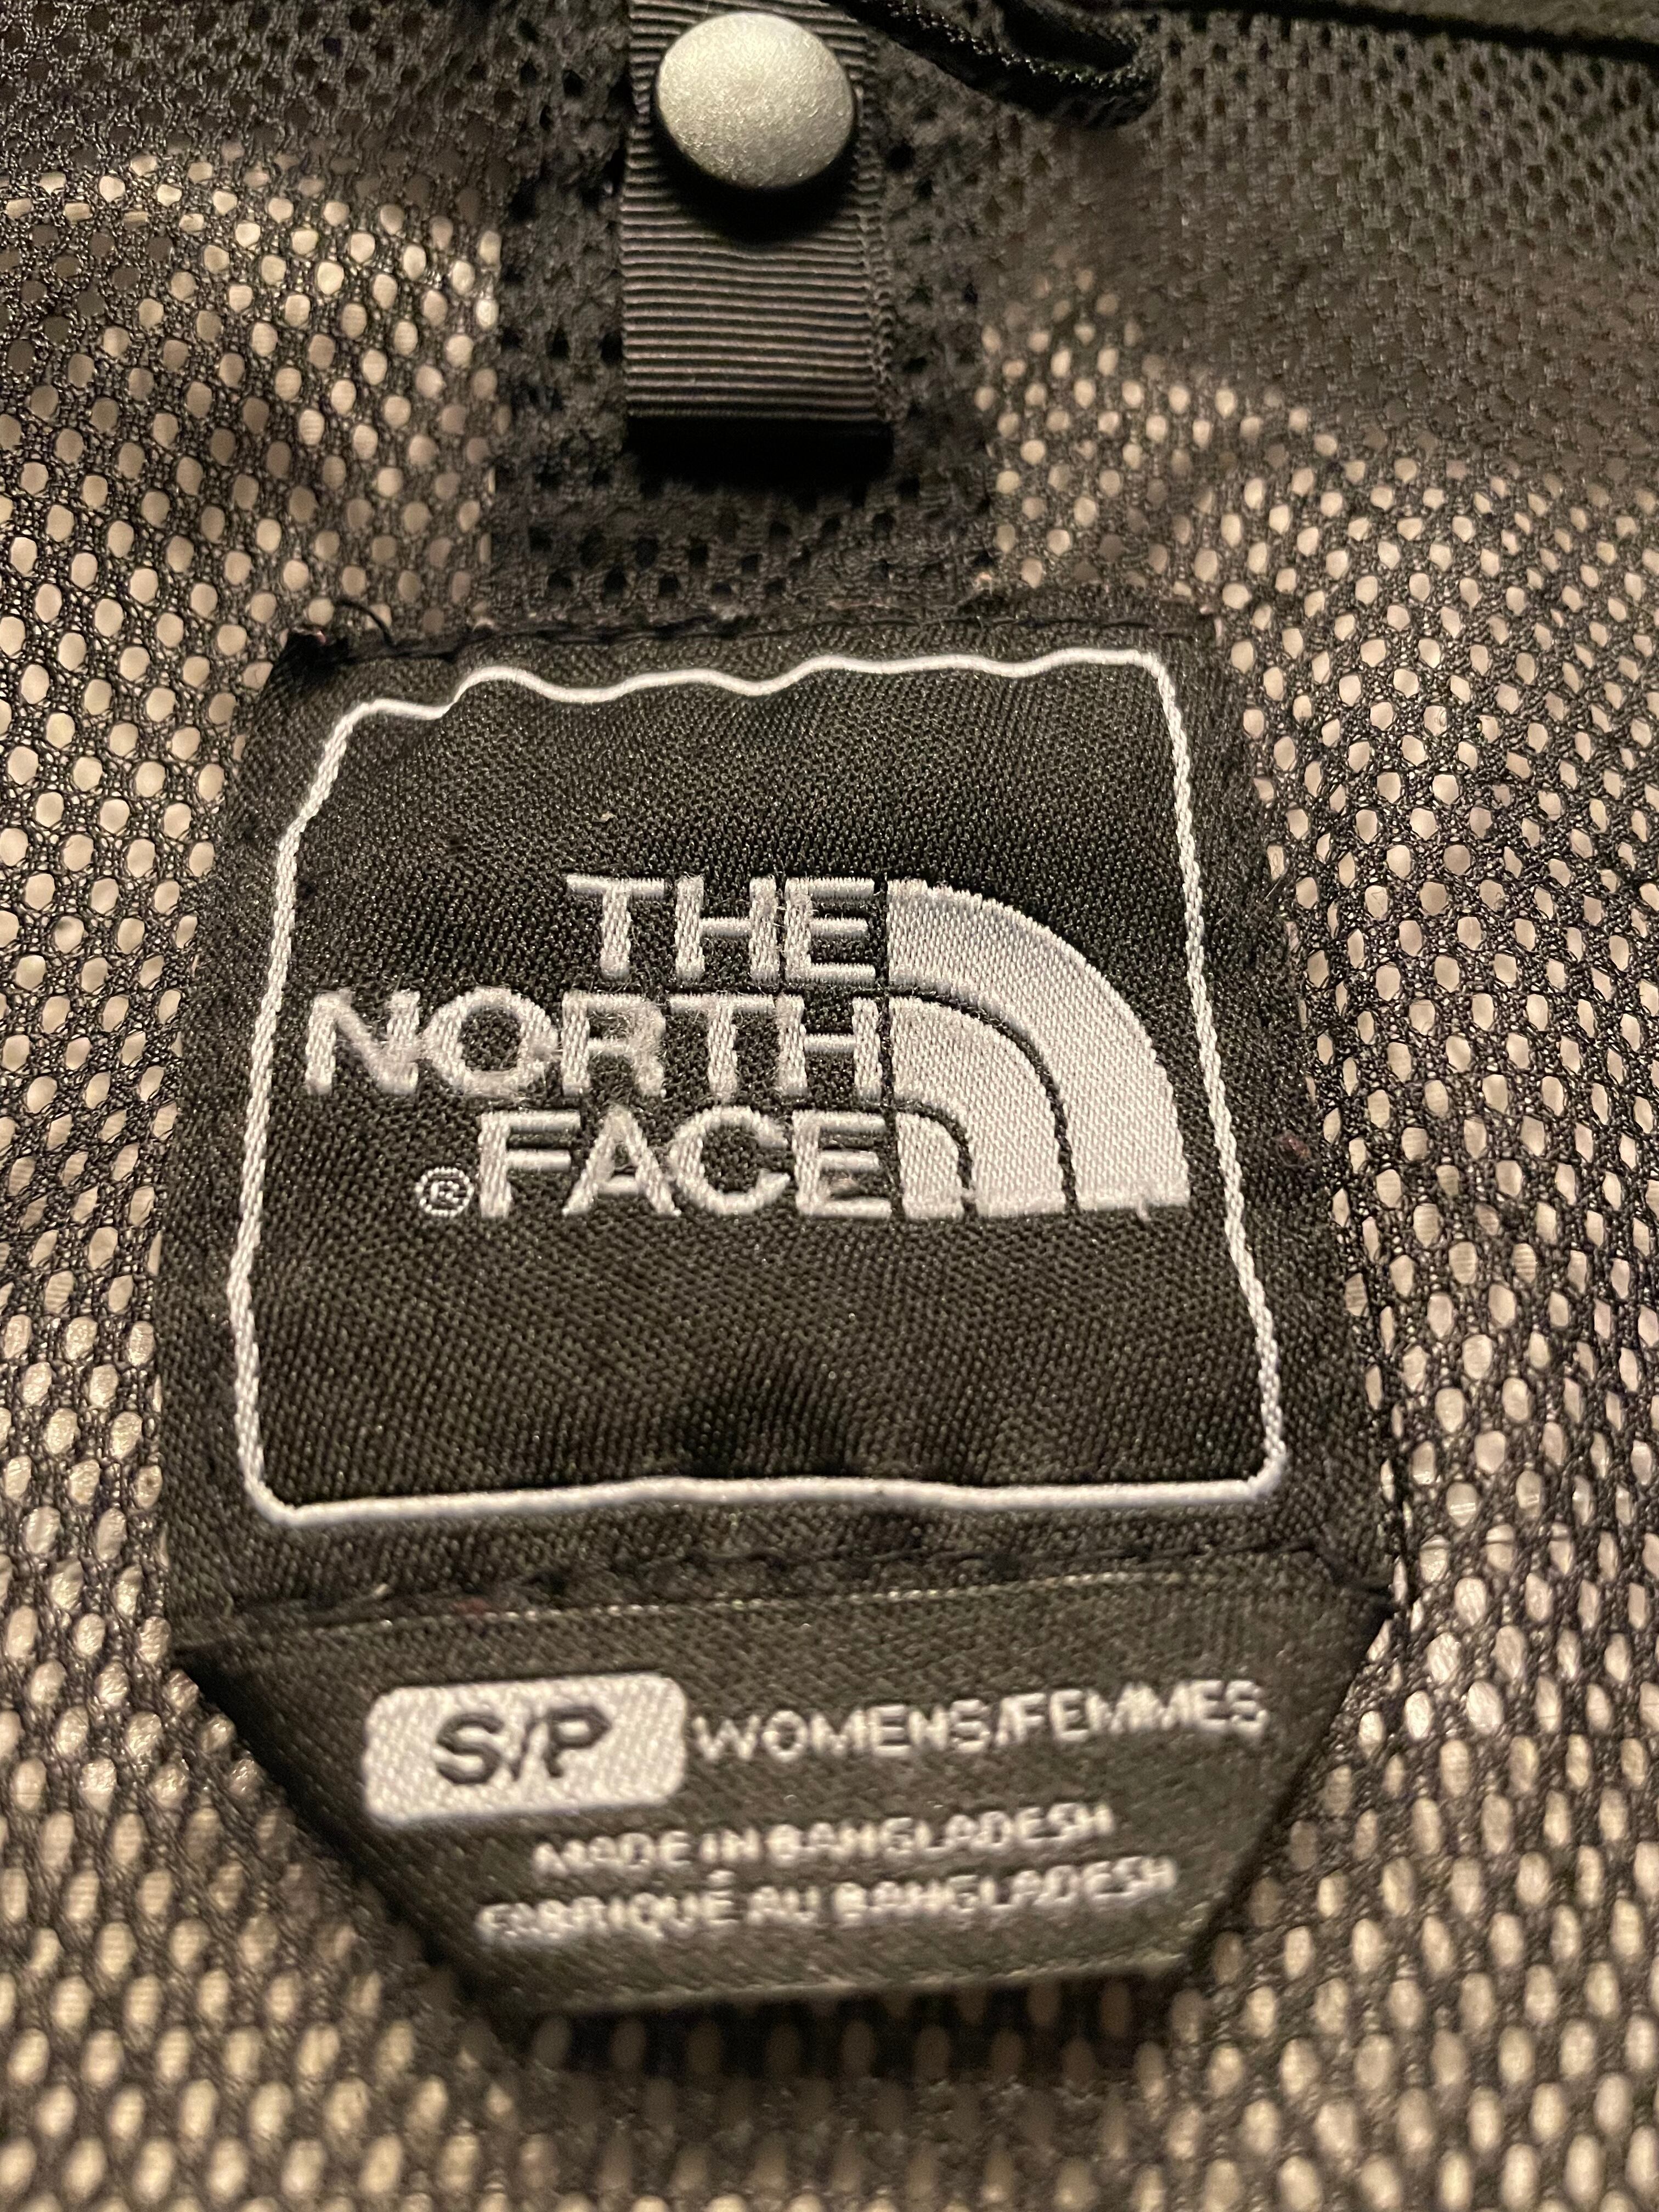 THE
NORTH
®FACE
S/P WOMENS/FEMMES
MADE IN BANGLADESH
FABRIQUÉ AU BANGLADESH